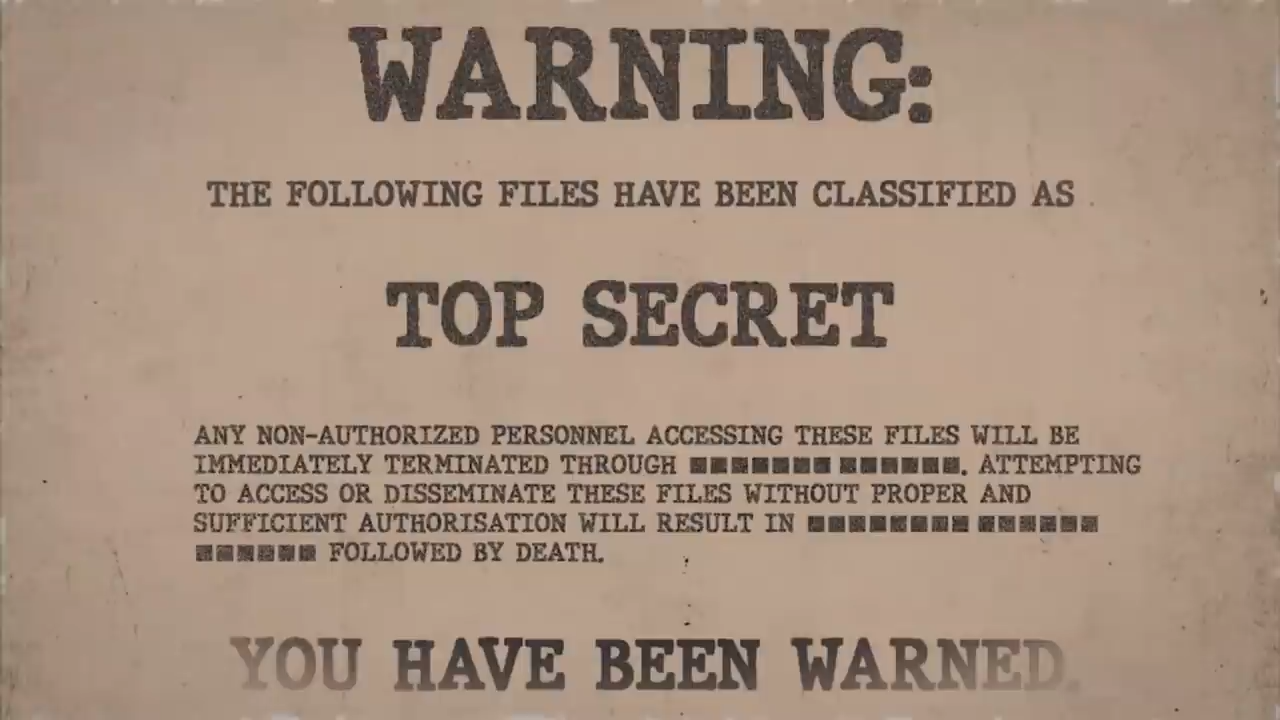 WARNING:
THE FOLLOWING FILES HAVE BEEN CLASSIFIED AS
TOP SECRET
ANY NON-AUTHORIZED PERSONNEL ACCESSING THESE FILES WILL BE
IMMEDIATELY TERMINATED THROUGH ■■■■■■■ ■■■■■■. ATTEMPTING
TO ACCESS OR DISSEMINATE THESE FILES WITHOUT PROPER AND
SUFFICIENT AUTHORISATION WILL RESULT IN ■■■■■■■■ ■■■■■■
■■■■■■ FOLLOWED BY DEATH.
YOU HAVE BEEN WARNED.